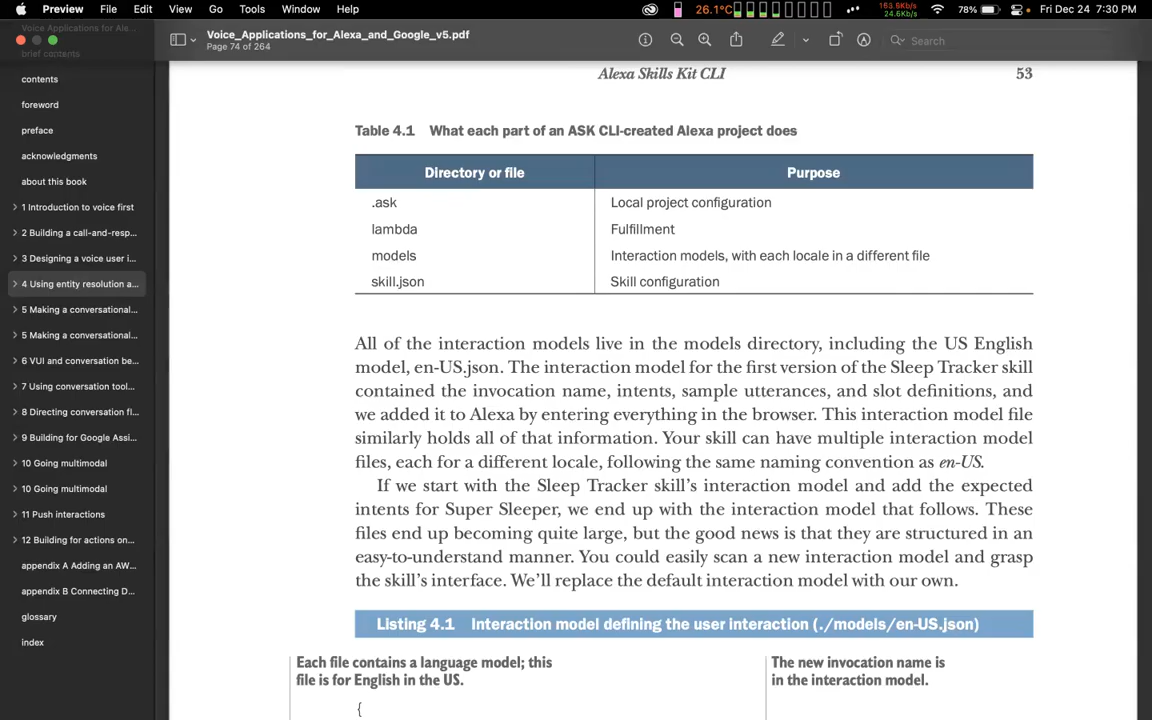 Preview File Edit View Go Tools Window Help 26.1°C 163.9Kb/s 24.6Kb/s 78% Fri Dec 24 7:30 PM
Voice Applications for Ale...
brief contents
contents
foreword
preface
acknowledgments
about this book
1 Introduction to voice first
2 Building a call-and-resp...
3 Designing a voice user i...
4 Using entity resolution a...
5 Making a conversational...
5 Making a conversational...
6 VUI and conversation be...
7 Using conversation tool...
8 Directing conversation fl...
9 Building for Google Assi...
10 Going multimodal
10 Going multimodal
11 Push interactions
12 Building for actions on...
appendix A Adding an AW...
appendix B Connecting D...
glossary
index
Voice_Applications_for_Alexa_and_Google_v5.pdf
Page 74 of 264
Search
Alexa Skills Kit CLI 53
Table 4.1 What each part of an ASK CLI-created Alexa project does
Directory or file Purpose
.ask Local project configuration
lambda Fulfillment
models Interaction models, with each locale in a different file
skill.json Skill configuration
All of the interaction models live in the models directory, including the US English
model, en-US.json. The interaction model for the first version of the Sleep Tracker skill
contained the invocation name, intents, sample utterances, and slot definitions, and
we added it to Alexa by entering everything in the browser. This interaction model file
similarly holds all of that information. Your skill can have multiple interaction model
files, each for a different locale, following the same naming convention as en-US.
If we start with the Sleep Tracker skill's interaction model and add the expected
intents for Super Sleeper, we end up with the interaction model that follows. These
files end up becoming quite large, but the good news is that they are structured in an
easy-to-understand manner. You could easily scan a new interaction model and grasp
the skill's interface. We'll replace the default interaction model with our own.
Listing 4.1 Interaction model defining the user interaction (./models/en-US.json)
Each file contains a language model; this
file is for English in the US.
The new invocation name is
in the interaction model.
{